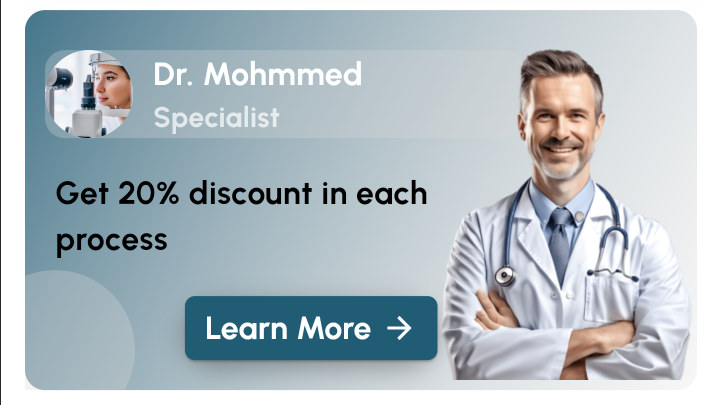 Dr. Mohmmed
Specialist
Get 20% discount in each
process
Learn More →